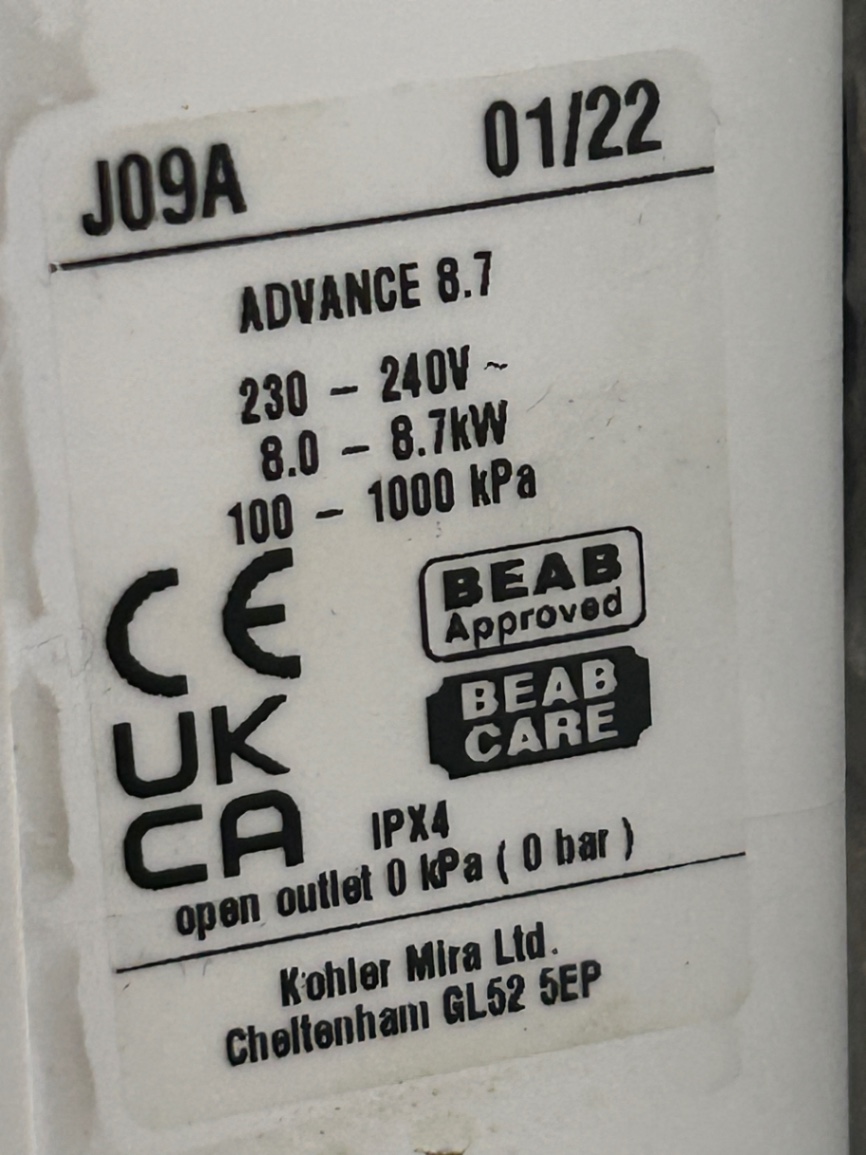 J09A 01/22
ADVANCE 8.7
230 – 240V ~
8.0 – 8.7kW
100 – 1000 kPa
CE
BEAB
Approved
BEAB
CARE
UK
CA
IPX4
open outlet 0 kPa ( 0 bar )
Kohler Mira Ltd.
Cheltenham GL52 5EP